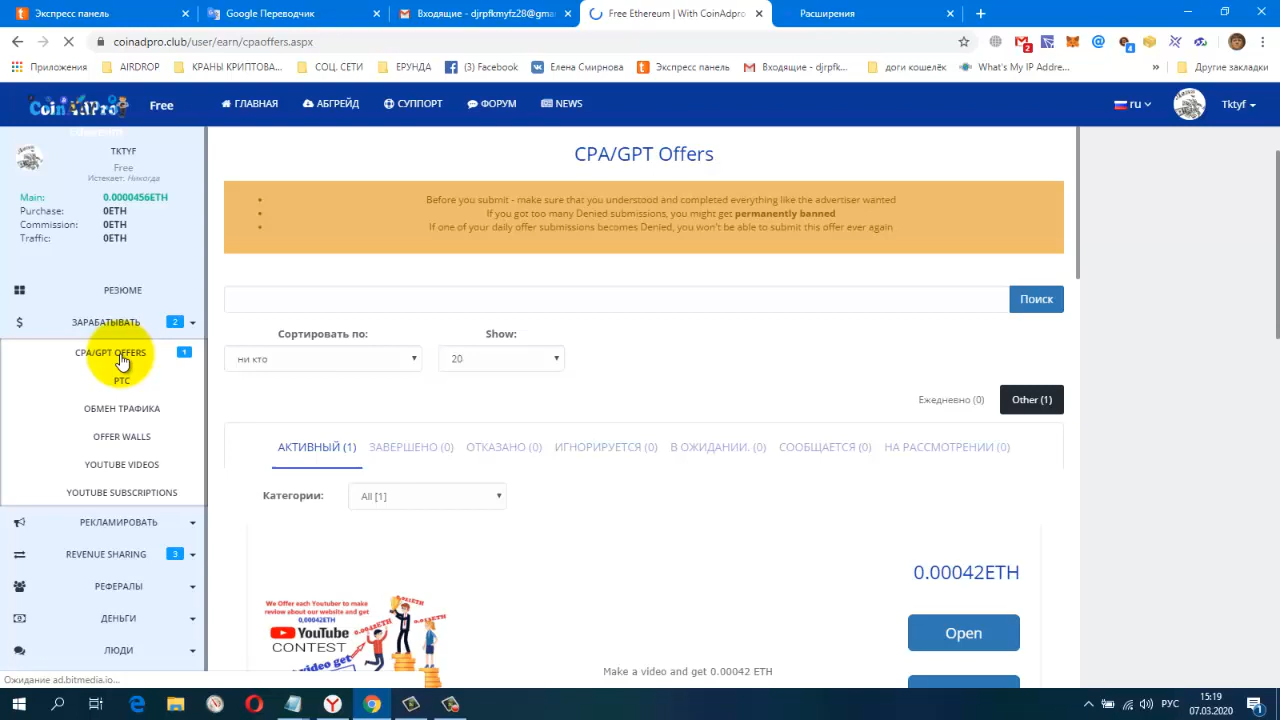 Экспресс панель
Google Переводчик
Входящие - djrpfkmyfz28@gma
Free Ethereum | With CoinAdpro
Расширения
coinadpro.club/user/earn/cpaoffers.aspx
Приложения
AIRDROP
КРАНЫ КРИПТОВА...
СОЦ. СЕТИ
ЕРУНДА
(3) Facebook
Елена Смирнова
Экспресс панель
Входящие - djrpfk...
доги кошелёк
What's My IP Addre...
»
Другие закладки
Free
ГЛАВНАЯ
АБГРЕЙД
СУППОРТ
ФОРУМ
NEWS
ru
Tktyf
TKTYF
Free
Истекает: Никогда
Main: 0.0000456ETH
Purchase: 0ETH
Commission: 0ETH
Traffic: 0ETH
РЕЗЮМЕ
ЗАРАБАТЫВАТЬ 2
CPA/GPT OFFERS 1
PTC
ОБМЕН ТРАФИКА
OFFER WALLS
YOUTUBE VIDEOS
YOUTUBE SUBSCRIPTIONS
РЕКЛАМИРОВАТЬ
REVENUE SHARING 3
РЕФЕРАЛЫ
ДЕНЬГИ
ЛЮДИ
Ожидание ad.bitmedia.io...
CPA/GPT Offers
Before you submit - make sure that you understood and completed everything like the advertiser wanted
If you got too many Denied submissions, you might get permanently banned
If one of your daily offer submissions becomes Denied, you won't be able to submit this offer ever again
Поиск
Сортировать по: Show:
ни кто 20
Ежедневно (0) Other (1)
АКТИВНЫЙ (1) ЗАВЕРШЕНО (0) ОТКАЗАНО (0) ИГНОРИРУЕТСЯ (0) В ОЖИДАНИИ. (0) СООБЩАЕТСЯ (0) НА РАССМОТРЕНИИ (0)
Категории: All [1]
0.00042ETH
We Offer each Youtuber to make
review about our website and get
0,00042ETH
YouTube
CONTEST
video get
Open
Make a video and get 0.00042 ETH
РУС
15:19
07.03.2020